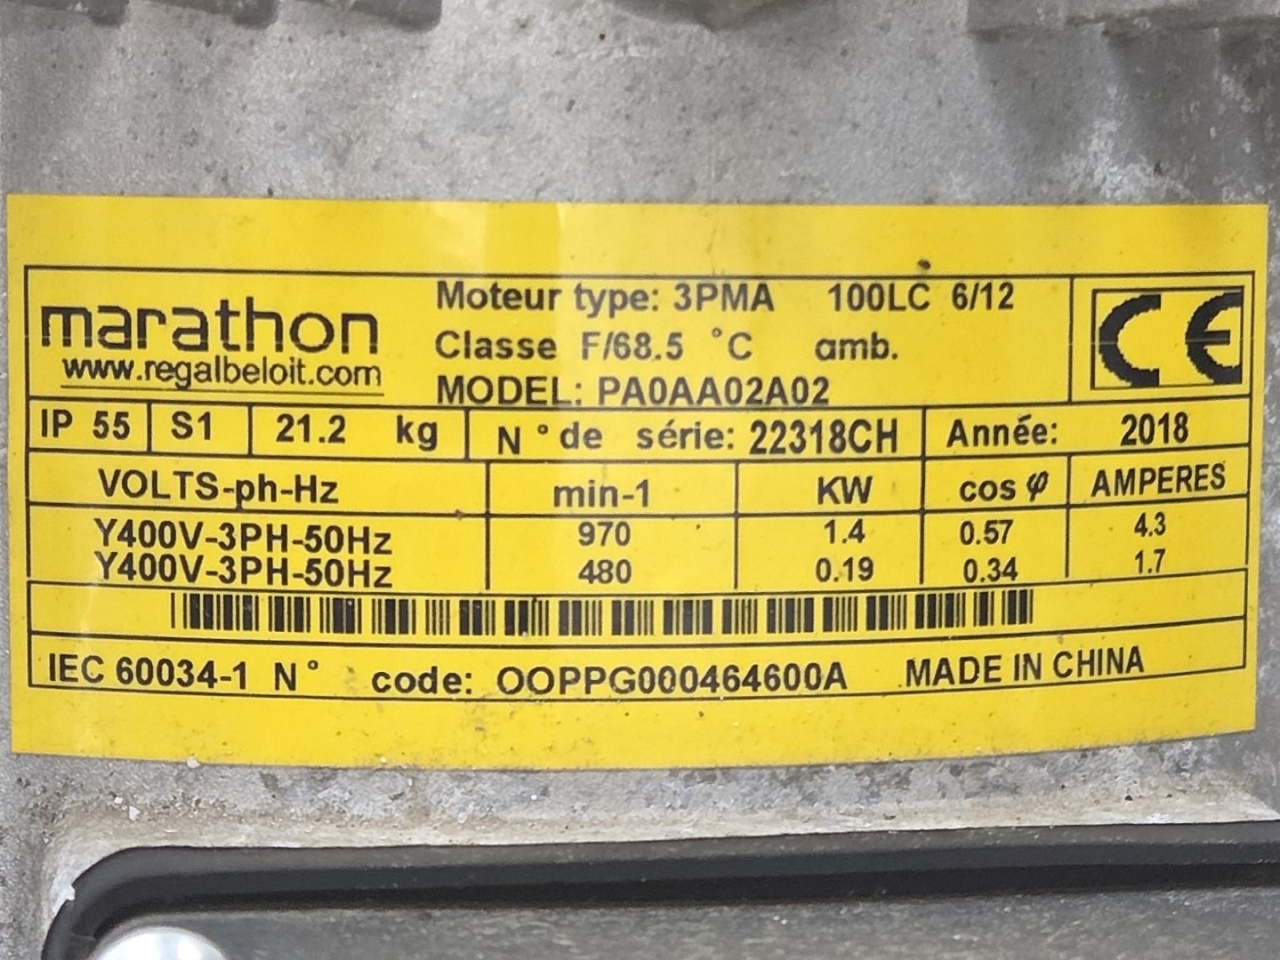 marathon
www.regalbeloit.com
Moteur type: 3PMA 100LC 6/12
Classe F/68.5 °C amb.
MODEL: PA0AA02A02
CE
IP 55 S1 21.2 kg N° de série: 22318CH Année: 2018
VOLTS-ph-Hz min-1 KW cos φ AMPERES
Y400V-3PH-50Hz 970 1.4 0.57 4.3
Y400V-3PH-50Hz 480 0.19 0.34 1.7
IEC 60034-1 N° code: OOPPG000464600A MADE IN CHINA